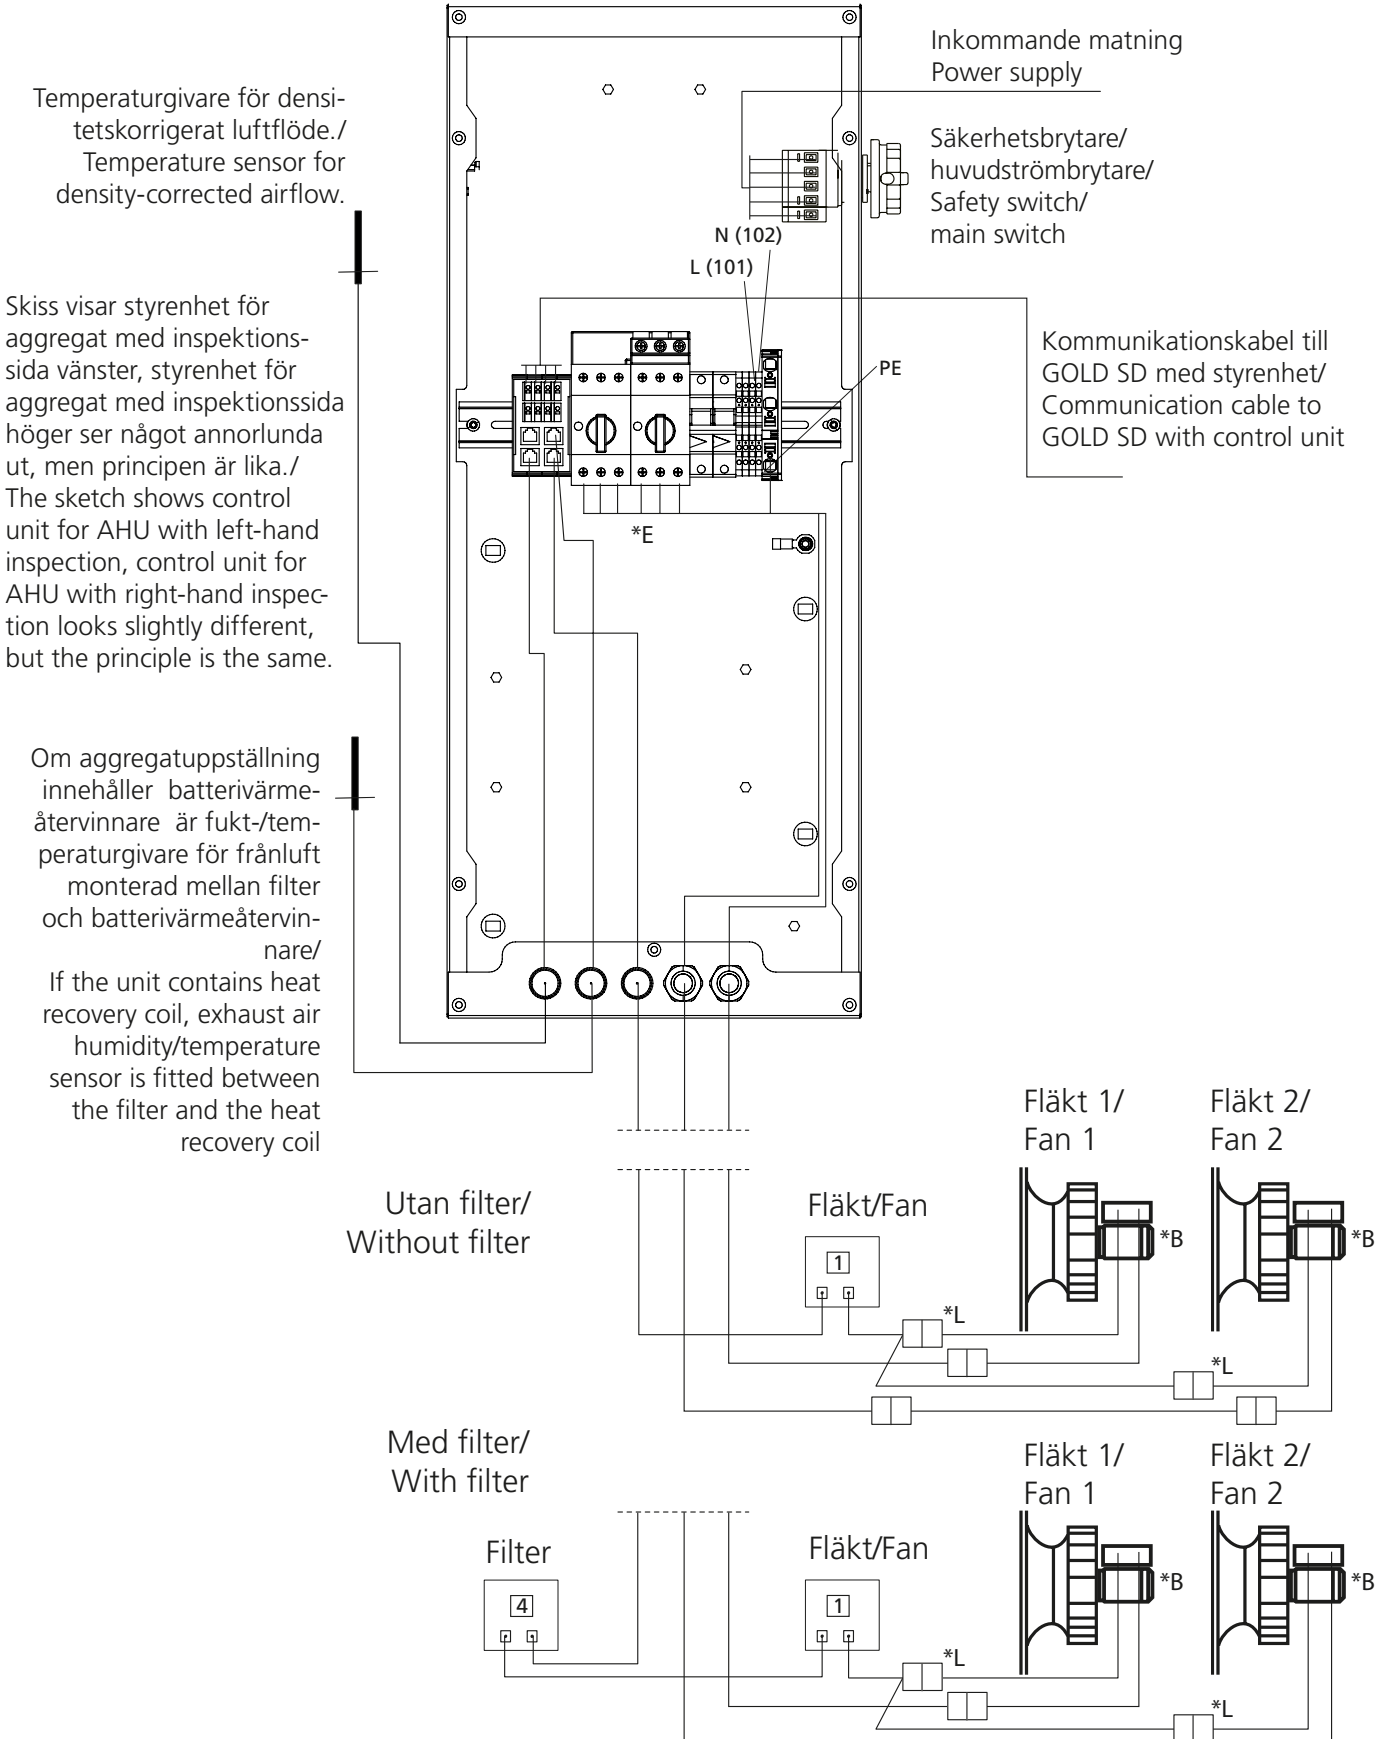 Inkommande matning
Power supply
Temperaturgivare för densi-
tetskorrigerat luftflöde./
Temperature sensor for
density-corrected airflow.
Säkerhetsbrytare/
huvudströmbrytare/
Safety switch/
main switch
N (102)
L (101)
Skiss visar styrenhet för
aggregat med inspektions-
sida vänster, styrenhet för
aggregat med inspektionssida
höger ser något annorlunda
ut, men principen är lika./
The sketch shows control
unit for AHU with left-hand
inspection, control unit for
AHU with right-hand inspec-
tion looks slightly different,
but the principle is the same.
Kommunikationskabel till
GOLD SD med styrenhet/
Communication cable to
GOLD SD with control unit
PE
*E
Om aggregatuppställning
innehåller batterivärme-
återvinnare är fukt-/tem-
peraturgivare för frånluft
monterad mellan filter
och batterivärmeåtervin-
nare/
If the unit contains heat
recovery coil, exhaust air
humidity/temperature
sensor is fitted between
the filter and the heat
recovery coil
Fläkt 1/
Fan 1
Fläkt 2/
Fan 2
Utan filter/
Without filter
Fläkt/Fan
1
*B
*B
*L
*L
Med filter/
With filter
Fläkt 1/
Fan 1
Fläkt 2/
Fan 2
Filter
4
Fläkt/Fan
1
*B
*B
*L
*L